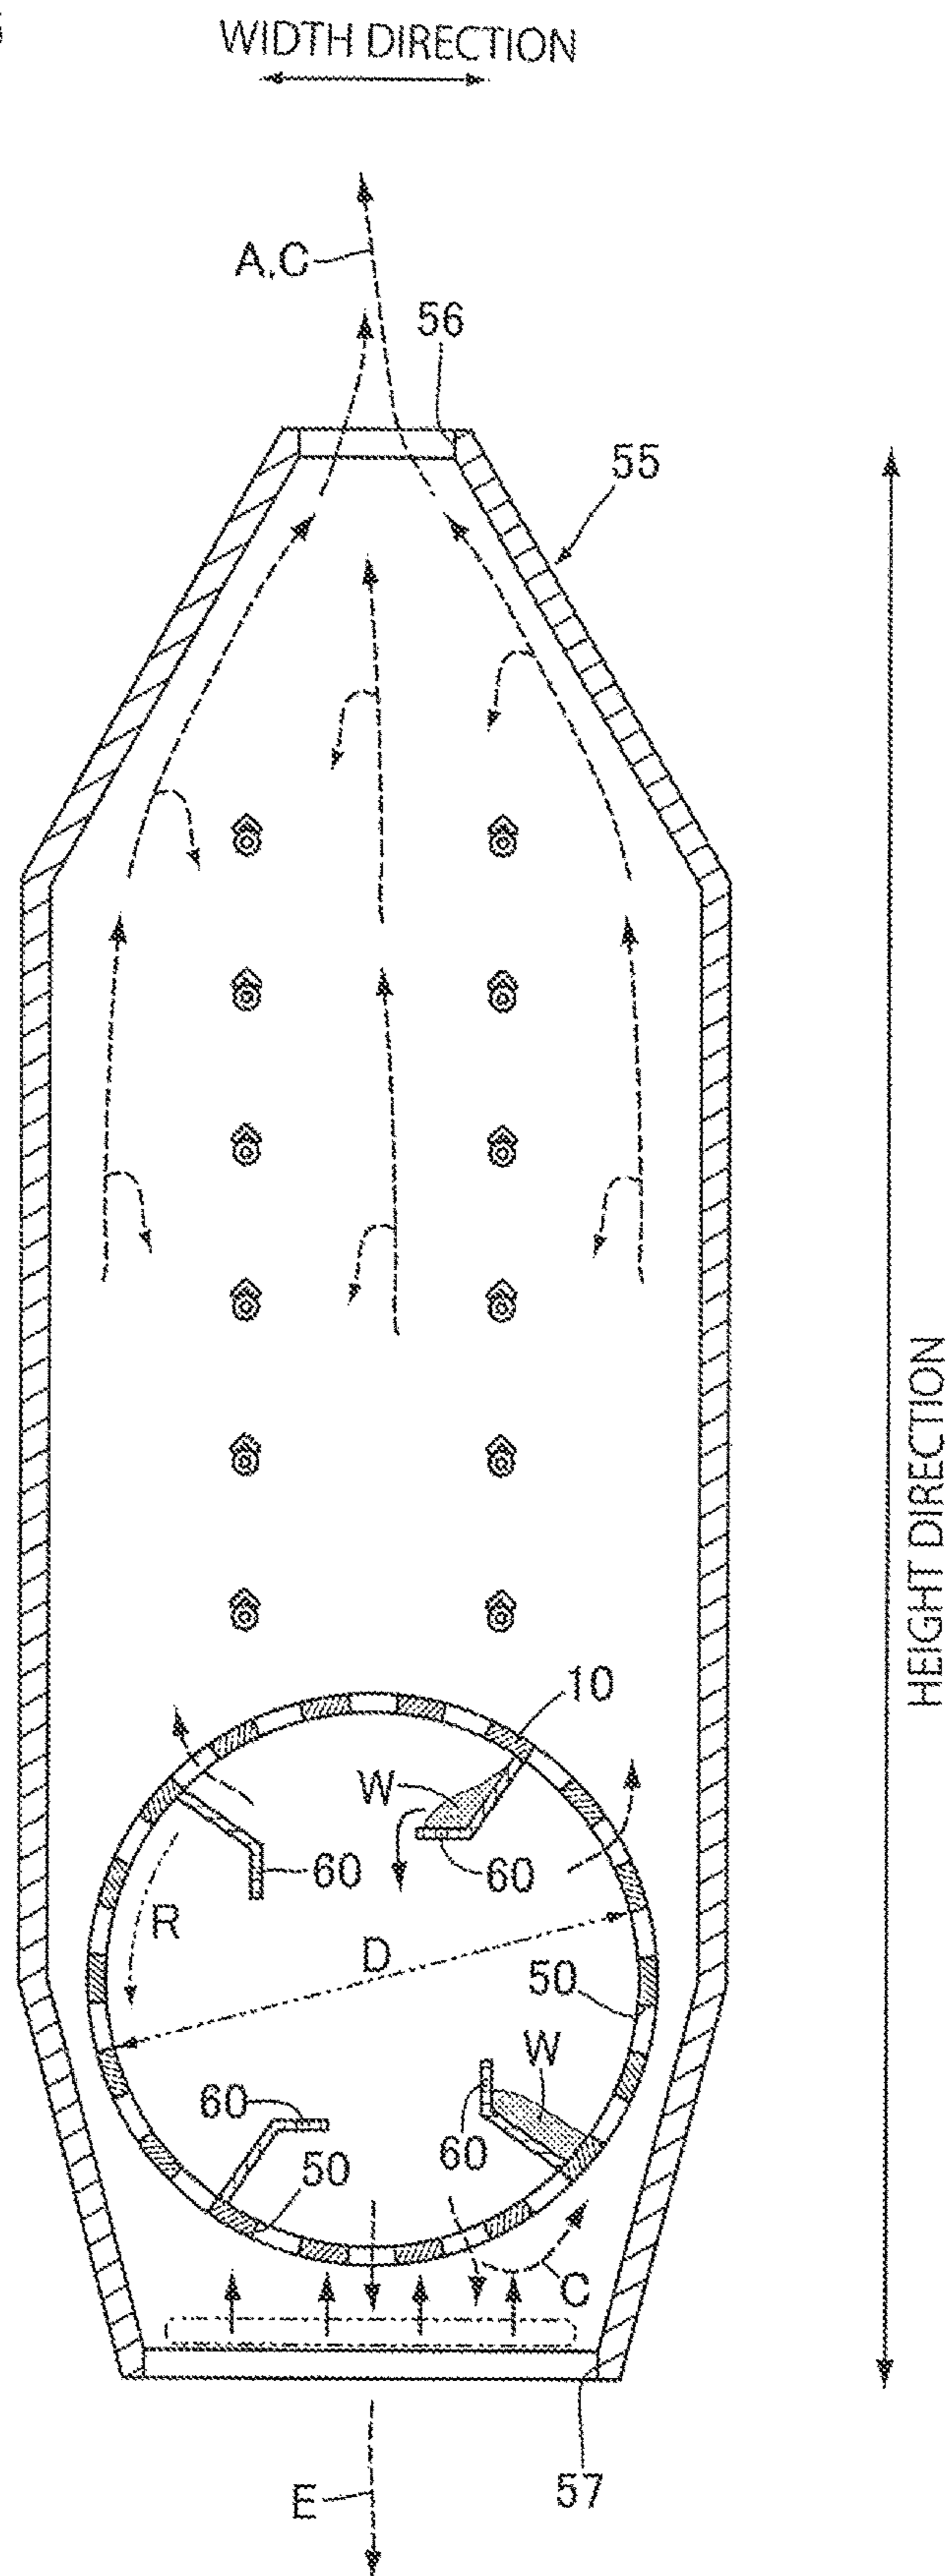 WIDTH DIRECTION
A,C
56
55
HEIGHT DIRECTION
10
W
60
60
R
D
50
W
60
60
50
C
57
E